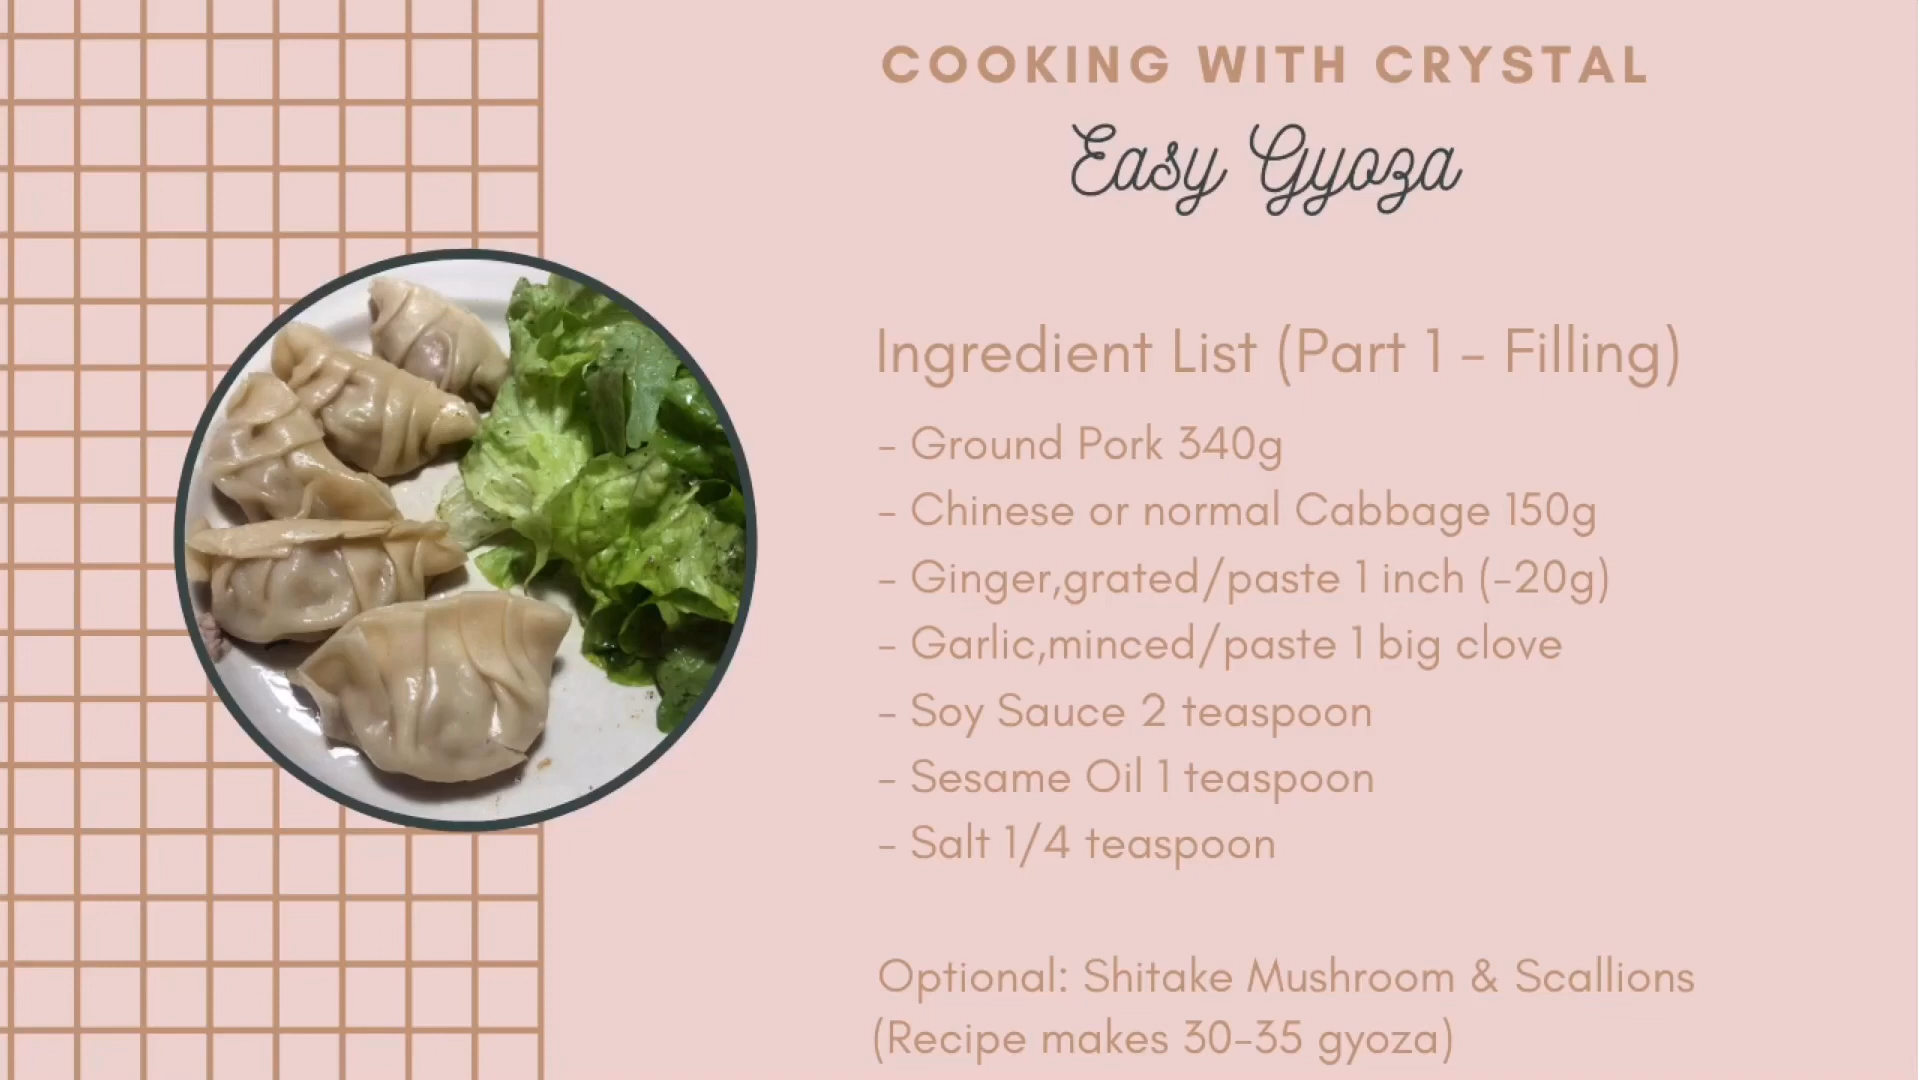 COOKING WITH CRYSTAL
Easy Gyoza
Ingredient List (Part 1 - Filling)
- Ground Pork 340g
- Chinese or normal Cabbage 150g
- Ginger,grated/paste 1 inch (-20g)
- Garlic,minced/paste 1 big clove
- Soy Sauce 2 teaspoon
- Sesame Oil 1 teaspoon
- Salt 1/4 teaspoon
Optional: Shitake Mushroom & Scallions
(Recipe makes 30-35 gyoza)